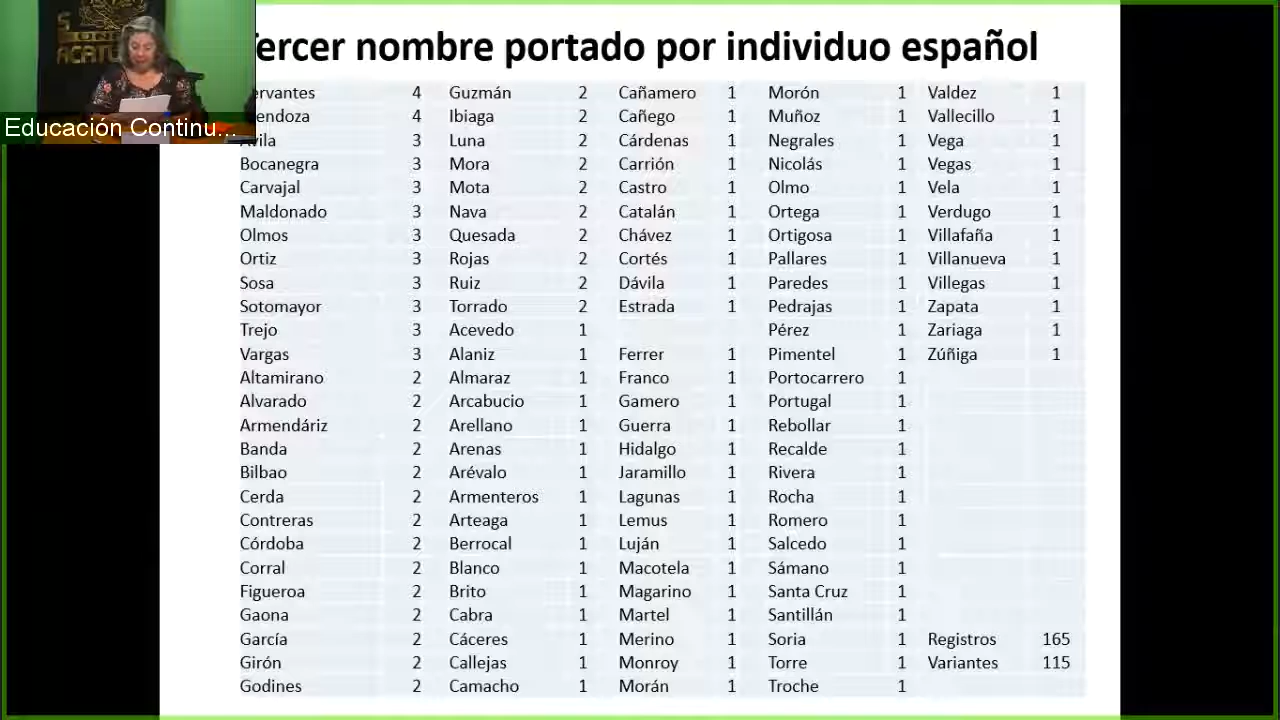 Educación Continu...
Tercer nombre portado por individuo español
ervantes 4 Guzmán 2 Cañamero 1 Morón 1 Valdez 1
endoza 4 Ibiaga 2 Cañego 1 Muñoz 1 Vallecillo 1
Ávila 3 Luna 2 Cárdenas 1 Negrales 1 Vega 1
Bocanegra 3 Mora 2 Carrión 1 Nicolás 1 Vegas 1
Carvajal 3 Mota 2 Castro 1 Olmo 1 Vela 1
Maldonado 3 Nava 2 Catalán 1 Ortega 1 Verdugo 1
Olmos 3 Quesada 2 Chávez 1 Ortigosa 1 Villafaña 1
Ortiz 3 Rojas 2 Cortés 1 Pallares 1 Villanueva 1
Sosa 3 Ruiz 2 Dávila 1 Paredes 1 Villegas 1
Sotomayor 3 Torrado 2 Estrada 1 Pedrajas 1 Zapata 1
Trejo 3 Acevedo 1 Pérez 1 Zariaga 1
Vargas 3 Alaniz 1 Ferrer 1 Pimentel 1 Zúñiga 1
Altamirano 2 Almaraz 1 Franco 1 Portocarrero 1
Alvarado 2 Arcabucio 1 Gamero 1 Portugal 1
Armendáriz 2 Arellano 1 Guerra 1 Rebollar 1
Banda 2 Arenas 1 Hidalgo 1 Recalde 1
Bilbao 2 Arévalo 1 Jaramillo 1 Rivera 1
Cerda 2 Armenteros 1 Lagunas 1 Rocha 1
Contreras 2 Arteaga 1 Lemus 1 Romero 1
Córdoba 2 Berrocal 1 Luján 1 Salcedo 1
Corral 2 Blanco 1 Macotela 1 Sámano 1
Figueroa 2 Brito 1 Magarino 1 Santa Cruz 1
Gaona 2 Cabra 1 Martel 1 Santillán 1
García 2 Cáceres 1 Merino 1 Soria 1 Registros 165
Girón 2 Callejas 1 Monroy 1 Torre 1 Variantes 115
Godines 2 Camacho 1 Morán 1 Troche 1